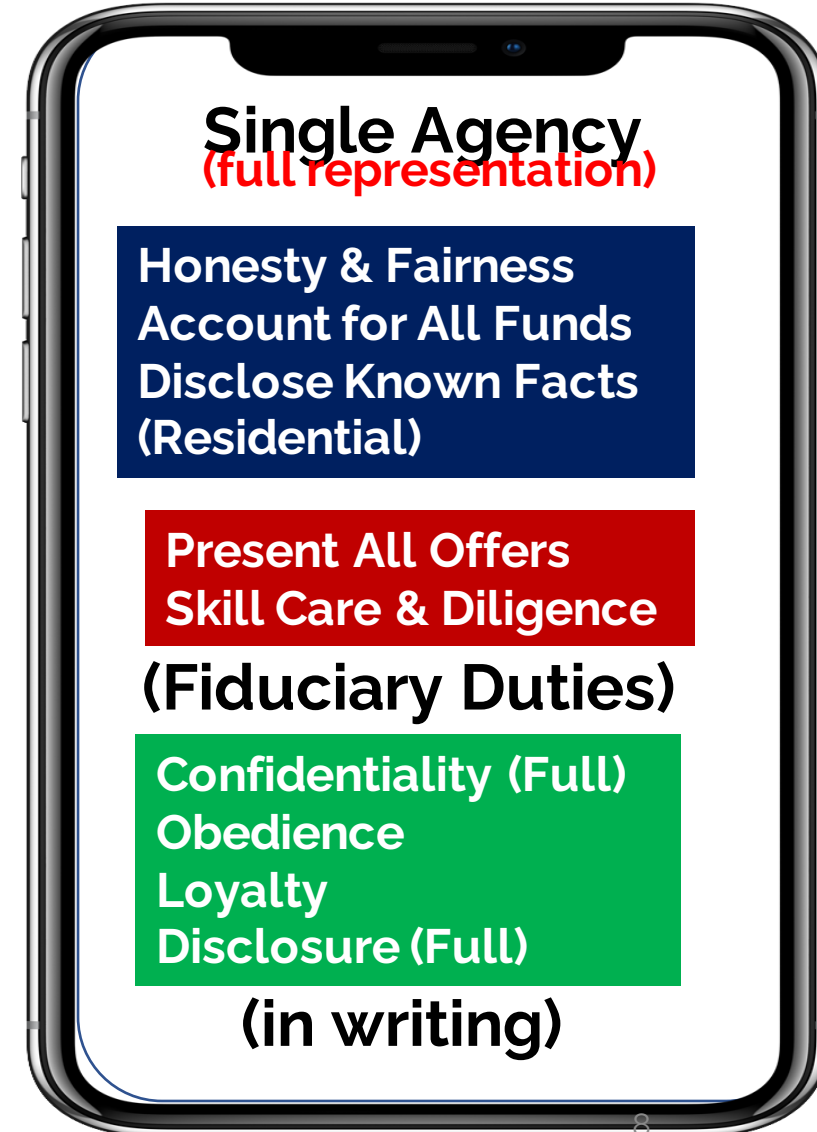 Single Agency
(full representation)
Honesty & Fairness
Account for All Funds
Disclose Known Facts
(Residential)
Present All Offers
Skill Care & Diligence
(Fiduciary Duties)
Confidentiality (Full)
Obedience
Loyalty
Disclosure (Full)
(in writing)
8